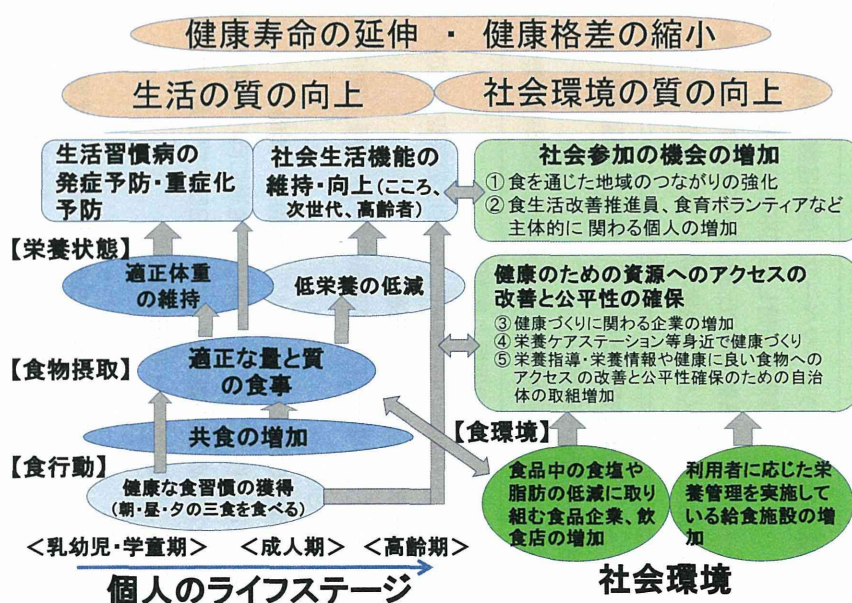 健康寿命の延伸 ・ 健康格差の縮小
生活の質の向上
社会環境の質の向上
生活習慣病の
発症予防・重症化
予防
社会生活機能の
維持・向上(こころ、
次世代、高齢者)
社会参加の機会の増加
①食を通じた地域のつながりの強化
②食生活改善推進員、食育ボランティアなど
主体的に 関わる個人の増加
【栄養状態】
適正体重
の維持
低栄養の低減
健康のための資源へのアクセスの
改善と公平性の確保
③健康づくりに関わる企業の増加
④栄養ケアステーション等身近で健康づくり
⑤栄養指導・栄養情報や健康に良い食物への
アクセス の改善と公平性確保のための自治
体の取組増加
【食物摂取】
適正な量と質
の食事
共食の増加
【食環境】
【食行動】
健康な食習慣の獲得
(朝・昼・夕の三食を食べる)
食品中の食塩や
脂肪の低減に取り
組む食品企業、飲
食店の増加
利用者に応じた栄
養管理を実施して
いる給食施設の増
加
<乳幼児・学童期>
<成人期>
<高齢期>
個人のライフステージ
社会環境